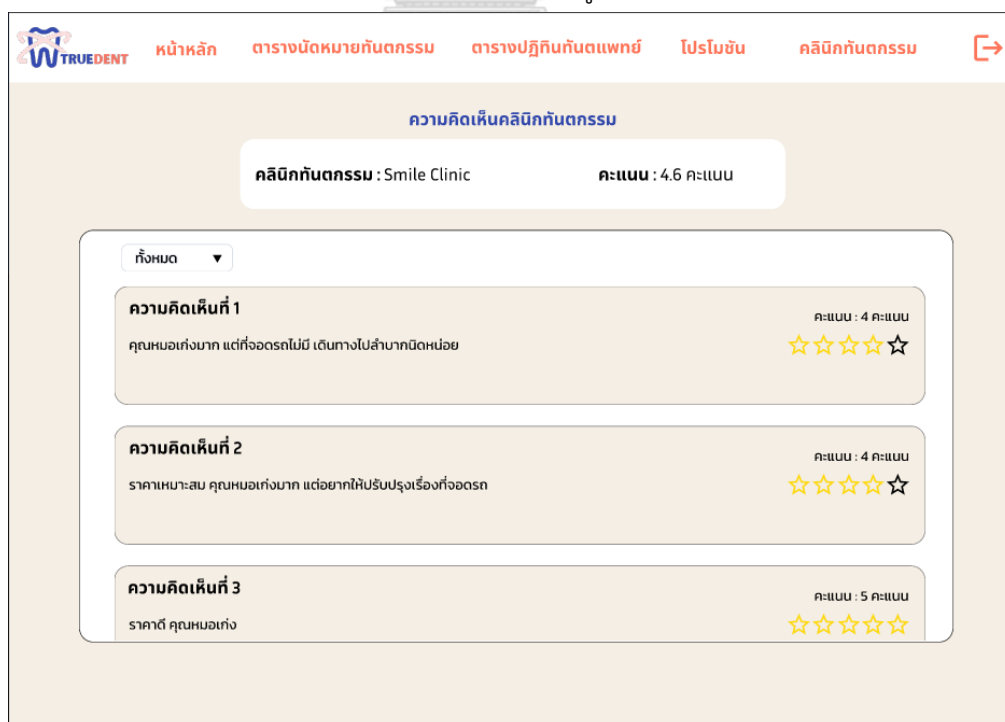 TRUEDENT
หน้าหลัก ตารางนัดหมายทันตกรรม ตารางปฏิทินทันตแพทย์ โปรโมชัน คลินิกทันตกรรม
ความคิดเห็นคลินิกทันตกรรม
คลินิกทันตกรรม : Smile Clinic คะแนน : 4.6 คะแนน
ทั้งหมด ▼
ความคิดเห็นที่ 1
คะแนน : 4 คะแนน
คุณหมอเก่งมาก แต่ที่จอดรถไม่มี เดินทางไปลำบากนิดหน่อย
ความคิดเห็นที่ 2
คะแนน : 4 คะแนน
ราคาเหมาะสม คุณหมอเก่งมาก แต่อยากให้ปรับปรุงเรื่องที่จอดรถ
ความคิดเห็นที่ 3
คะแนน : 5 คะแนน
ราคาดี คุณหมอเก่ง